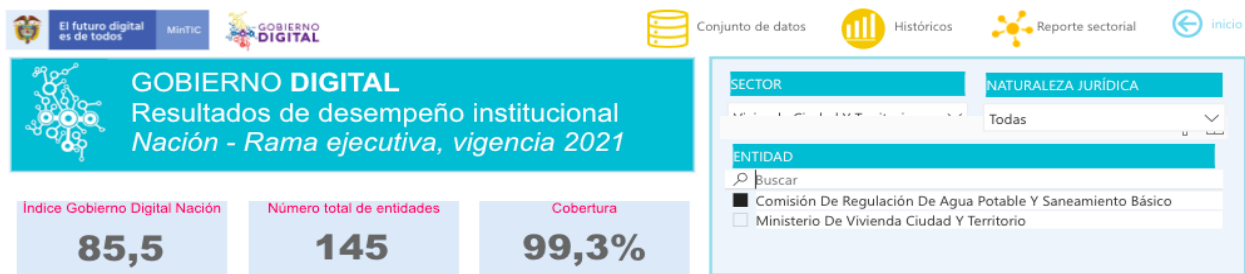 El futuro digital
es de todos
MinTIC
GOBIERNO
DIGITAL
Conjunto de datos
Históricos
Reporte sectorial
inicio
GOBIERNO DIGITAL
Resultados de desempeño institucional
Nación - Rama ejecutiva, vigencia 2021
SECTOR
NATURALEZA JURÍDICA
Todas
ENTIDAD
Buscar
Comisión De Regulación De Agua Potable Y Saneamiento Básico
Ministerio De Vivienda Ciudad Y Territorio
Índice Gobierno Digital Nación
85,5
Número total de entidades
145
Cobertura
99,3%